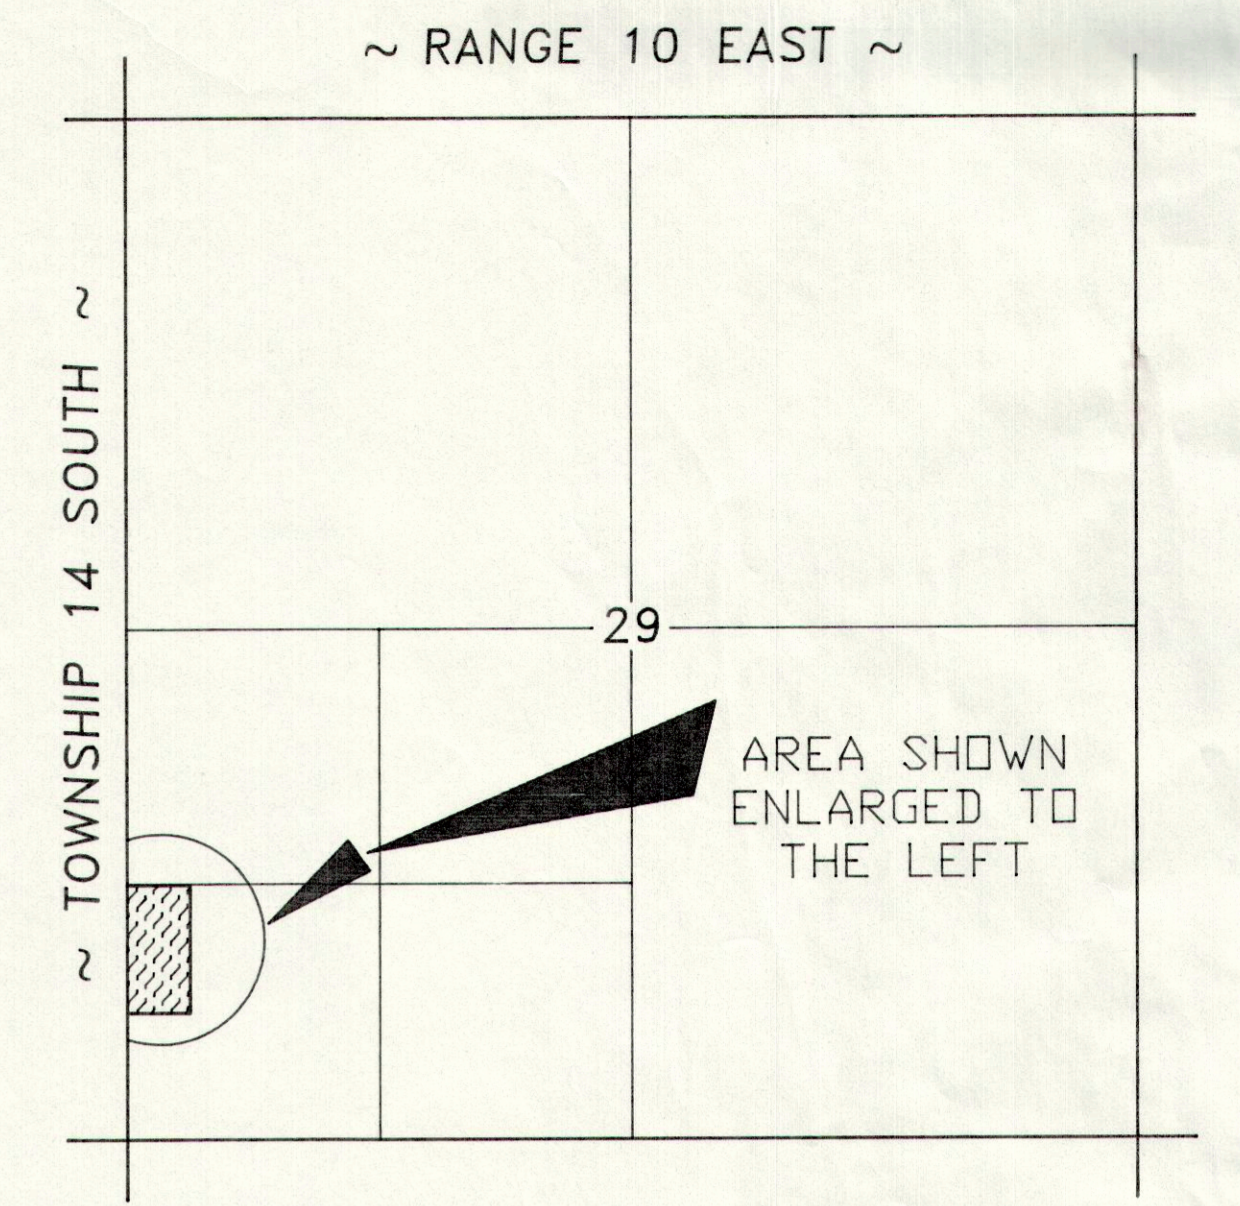 ~ RANGE 10 EAST ~
~ TOWNSHIP 14 SOUTH ~
29
AREA SHOWN
ENLARGED TO
THE LEFT